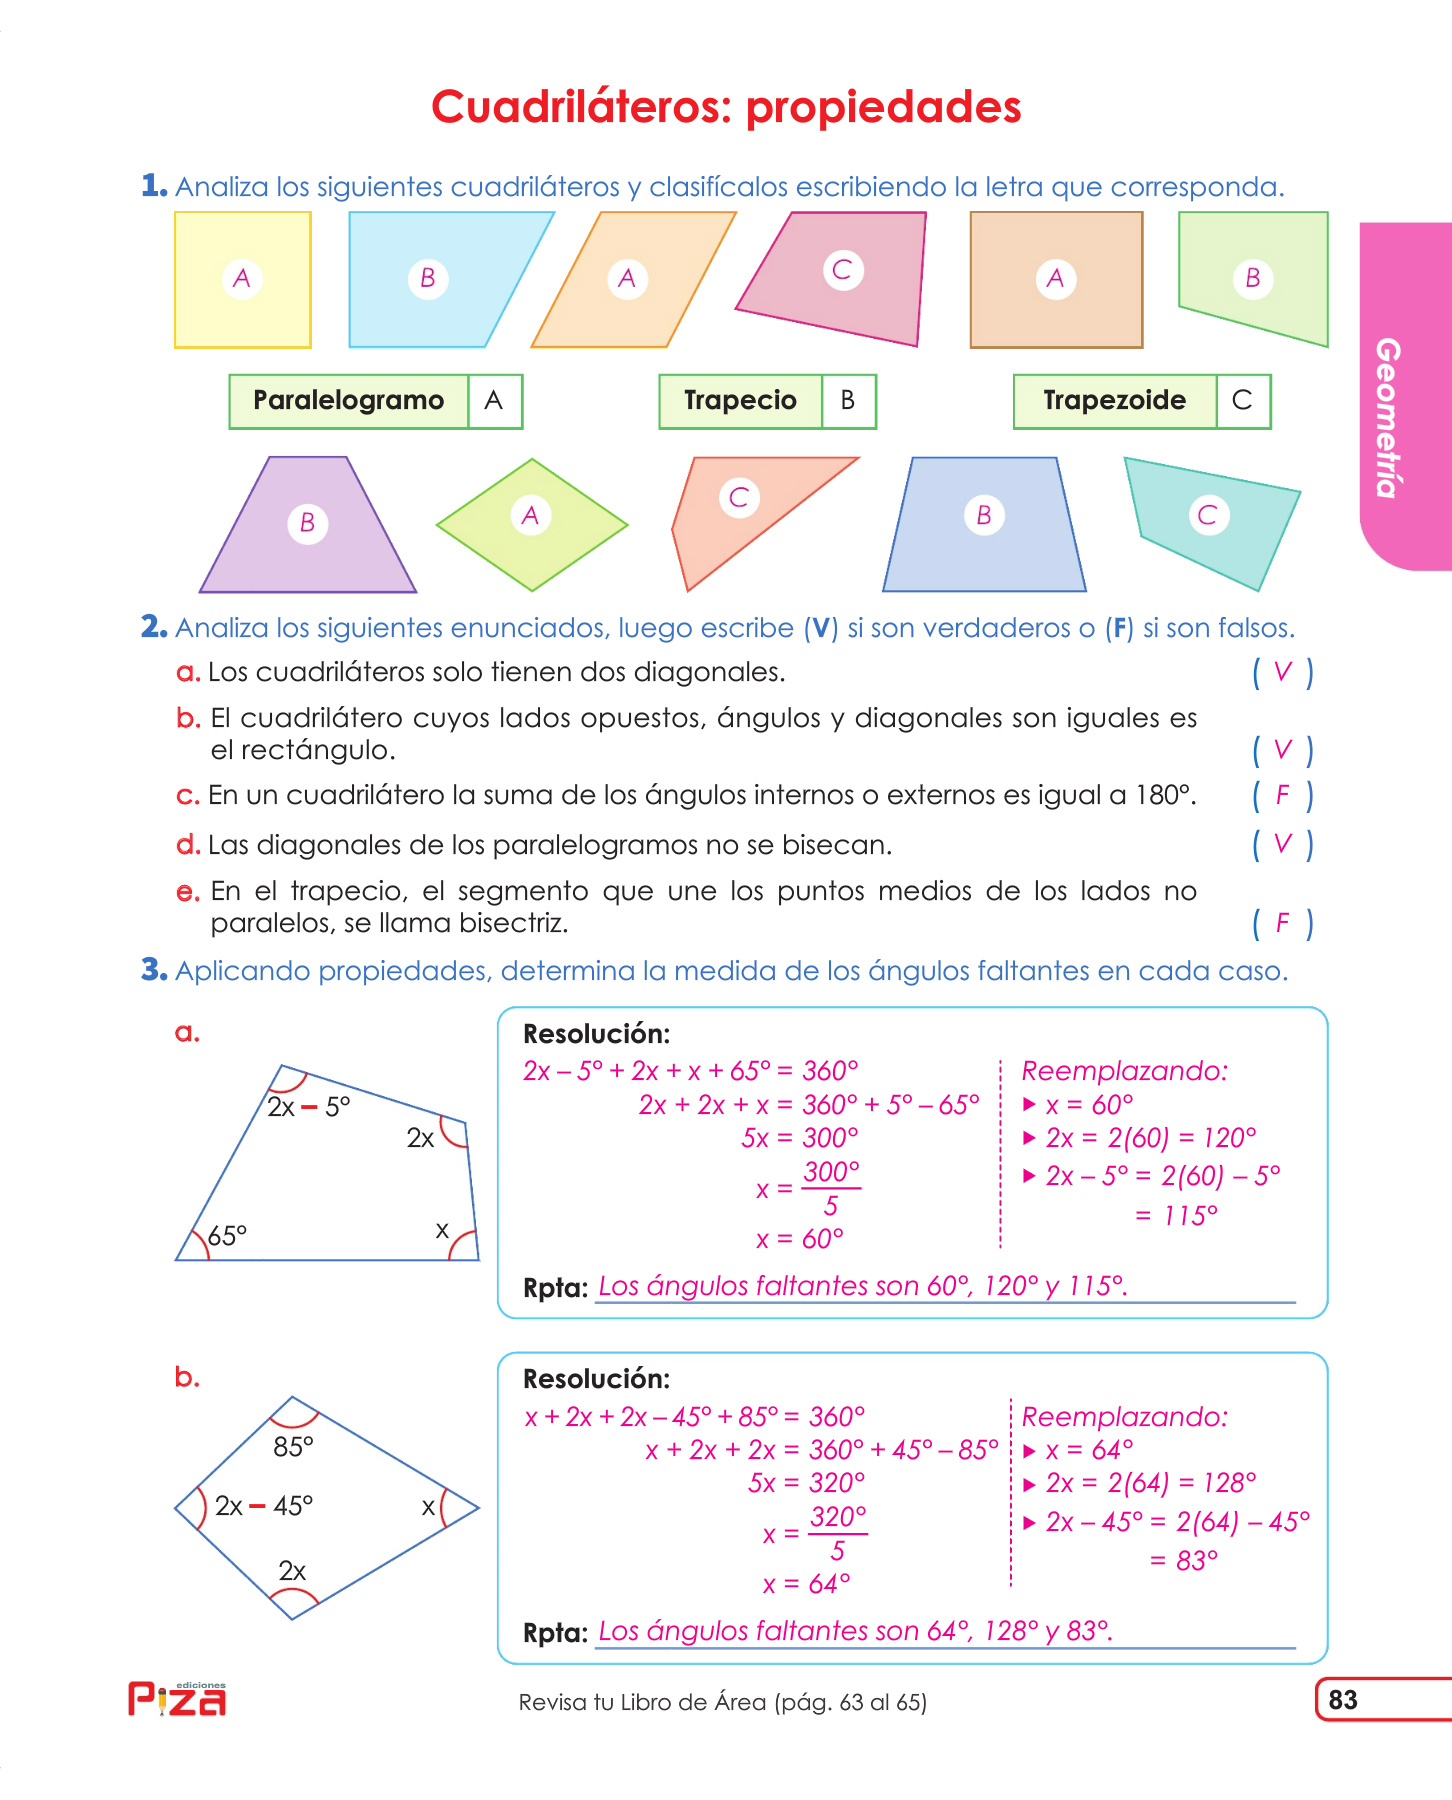 Cuadriláteros: propiedades
1. Analiza los siguientes cuadriláteros y clasifícalos escribiendo la letra que corresponda.
A B A C A B
Paralelogramo A Trapecio B Trapezoide C
B A C B C
Geometría
2. Analiza los siguientes enunciados, luego escribe (V) si son verdaderos o (F) si son falsos.
a. Los cuadriláteros solo tienen dos diagonales. ( V )
b. El cuadrilátero cuyos lados opuestos, ángulos y diagonales son iguales es
el rectángulo. ( V )
c. En un cuadrilátero la suma de los ángulos internos o externos es igual a 180°. ( F )
d. Las diagonales de los paralelogramos no se bisecan. ( V )
e. En el trapecio, el segmento que une los puntos medios de los lados no
paralelos, se llama bisectriz. ( F )
3. Aplicando propiedades, determina la medida de los ángulos faltantes en cada caso.
a.
2x – 5°
2x
65°
x
Resolución:
2x – 5° + 2x + x + 65° = 360°
2x + 2x + x = 360° + 5° – 65°
5x = 300°
x = 300°
5
x = 60°
Reemplazando:
▶ x = 60°
▶ 2x = 2(60) = 120°
▶ 2x – 5° = 2(60) – 5°
= 115°
Rpta: Los ángulos faltantes son 60°, 120° y 115°.
b.
85°
2x – 45°
x
2x
Resolución:
x + 2x + 2x – 45° + 85° = 360°
x + 2x + 2x = 360° + 45° – 85°
5x = 320°
x = 320°
5
x = 64°
Reemplazando:
▶ x = 64°
▶ 2x = 2(64) = 128°
▶ 2x – 45° = 2(64) – 45°
= 83°
Rpta: Los ángulos faltantes son 64°, 128° y 83°.
ediciones
Piza
Revisa tu Libro de Área (pág. 63 al 65)
83